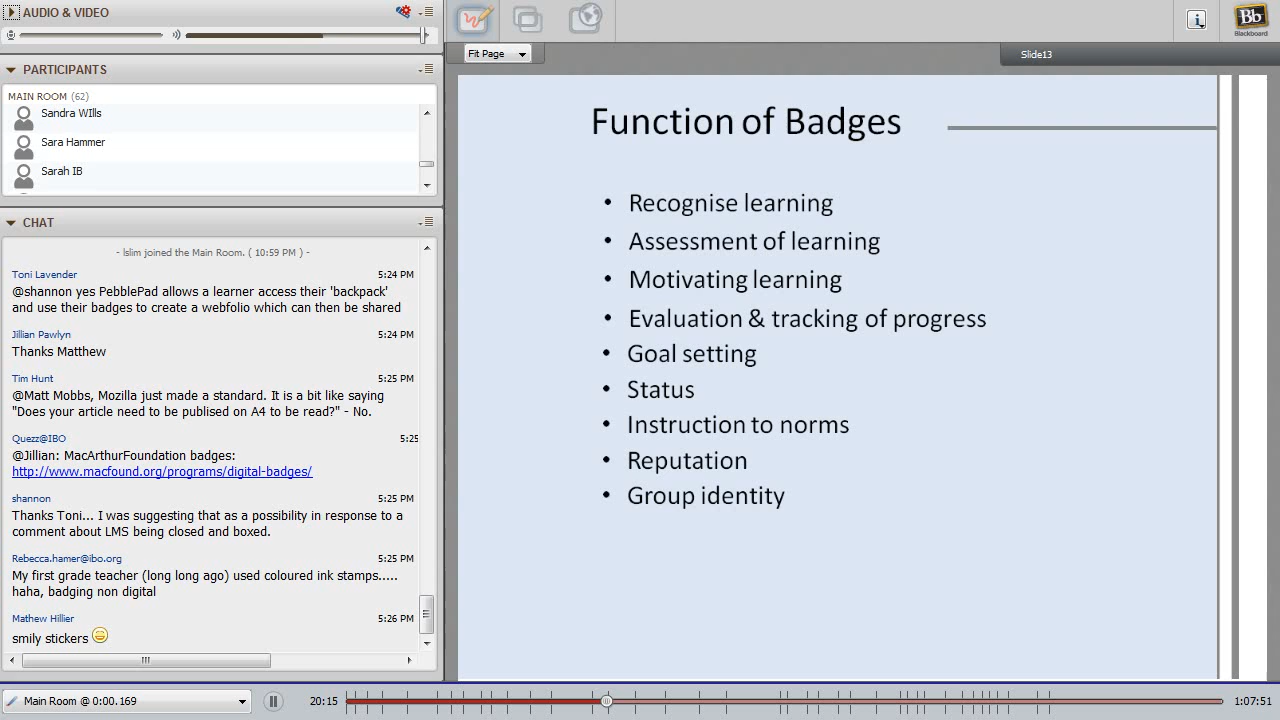 AUDIO & VIDEO
PARTICIPANTS
MAIN ROOM (62)
Sandra WIlls
Sara Hammer
Sarah IB
CHAT
- lslim joined the Main Room. ( 10:59 PM ) -
Toni Lavender 5:24 PM
@shannon yes PebblePad allows a learner access their 'backpack'
and use their badges to create a webfolio which can then be shared
Jillian Pawlyn 5:24 PM
Thanks Matthew
Tim Hunt 5:25 PM
@Matt Mobbs, Mozilla just made a standard. It is a bit like saying
"Does your article need to be publised on A4 to be read?" - No.
Quezz@IBO 5:25
@Jillian: MacArthurFoundation badges:
http://www.macfound.org/programs/digital-badges/
shannon 5:25 PM
Thanks Toni... I was suggesting that as a possibility in response to a
comment about LMS being closed and boxed.
Rebecca.hamer@ibo.org 5:25 PM
My first grade teacher (long long ago) used coloured ink stamps.....
haha, badging non digital
Mathew Hillier 5:26 PM
smily stickers
Main Room @ 0:00.169
20:15
1:07:51
Bb
Blackboard
Fit Page
Slide13
Function of Badges
• Recognise learning
• Assessment of learning
• Motivating learning
• Evaluation & tracking of progress
• Goal setting
• Status
• Instruction to norms
• Reputation
• Group identity